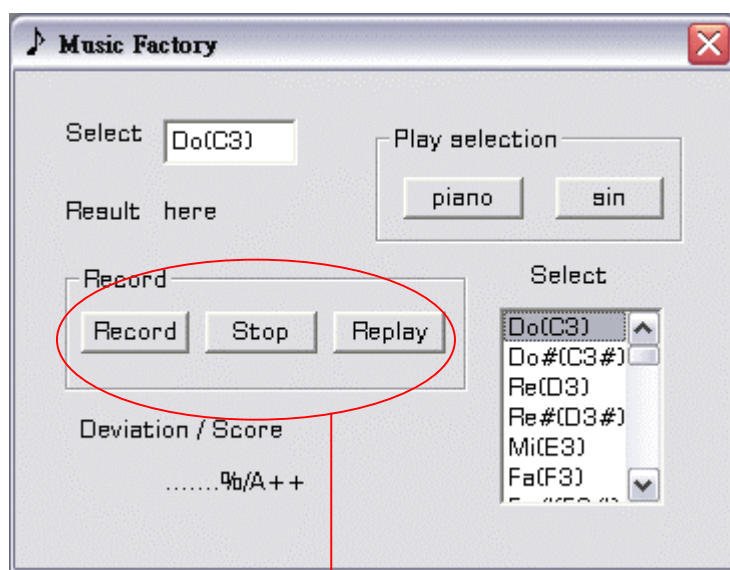 Music Factory
Select Do(C3)
Play selection
piano sin
Result here
Record
Record Stop Replay
Select
Do(C3)
Do#(C3#)
Re(D3)
Re#(D3#)
Mi(E3)
Fa(F3)
Deviation / Score
.......%/A++